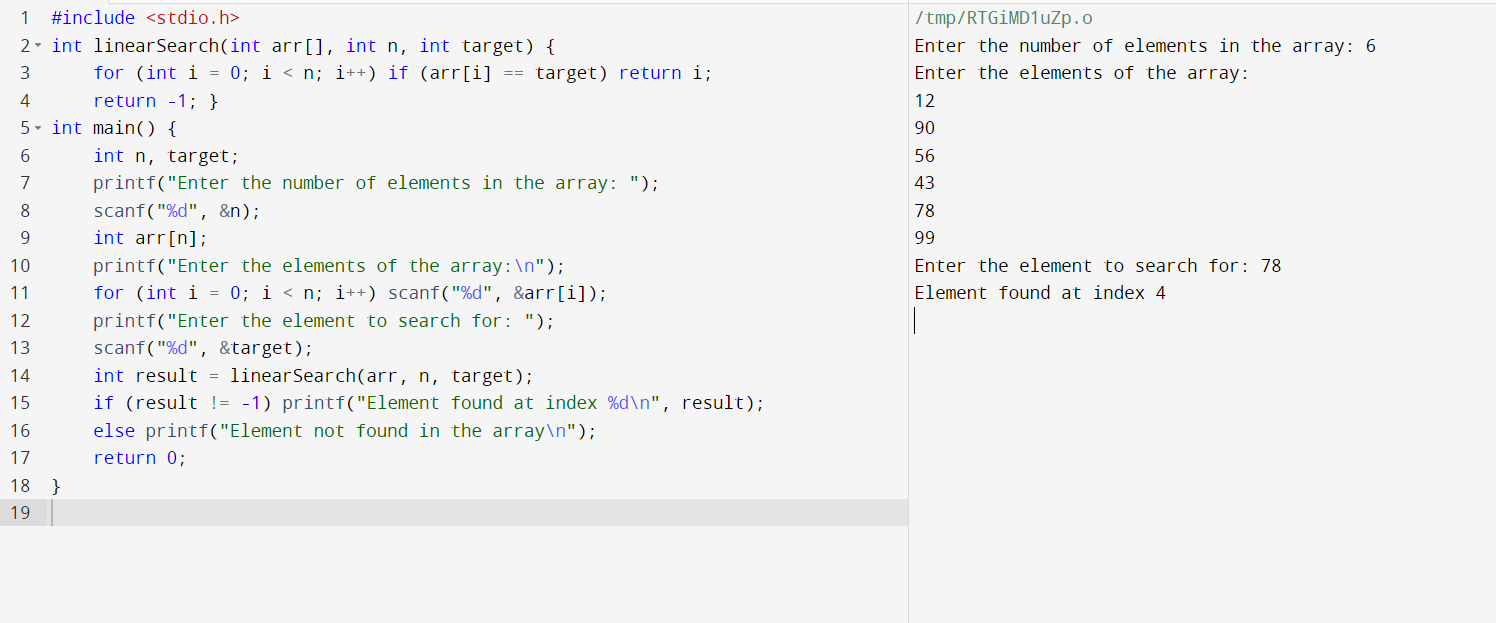 1 #include <stdio.h>
2 int linearSearch(int arr[], int n, int target) {
3     for (int i = 0; i < n; i++) if (arr[i] == target) return i;
4     return -1; }
5 int main() {
6     int n, target;
7     printf("Enter the number of elements in the array: ");
8     scanf("%d", &n);
9     int arr[n];
10     printf("Enter the elements of the array:\n");
11     for (int i = 0; i < n; i++) scanf("%d", &arr[i]);
12     printf("Enter the element to search for: ");
13     scanf("%d", &target);
14     int result = linearSearch(arr, n, target);
15     if (result != -1) printf("Element found at index %d\n", result);
16     else printf("Element not found in the array\n");
17     return 0;
18 }
19
/tmp/RTGiMD1uZp.o
Enter the number of elements in the array: 6
Enter the elements of the array:
12
90
56
43
78
99
Enter the element to search for: 78
Element found at index 4